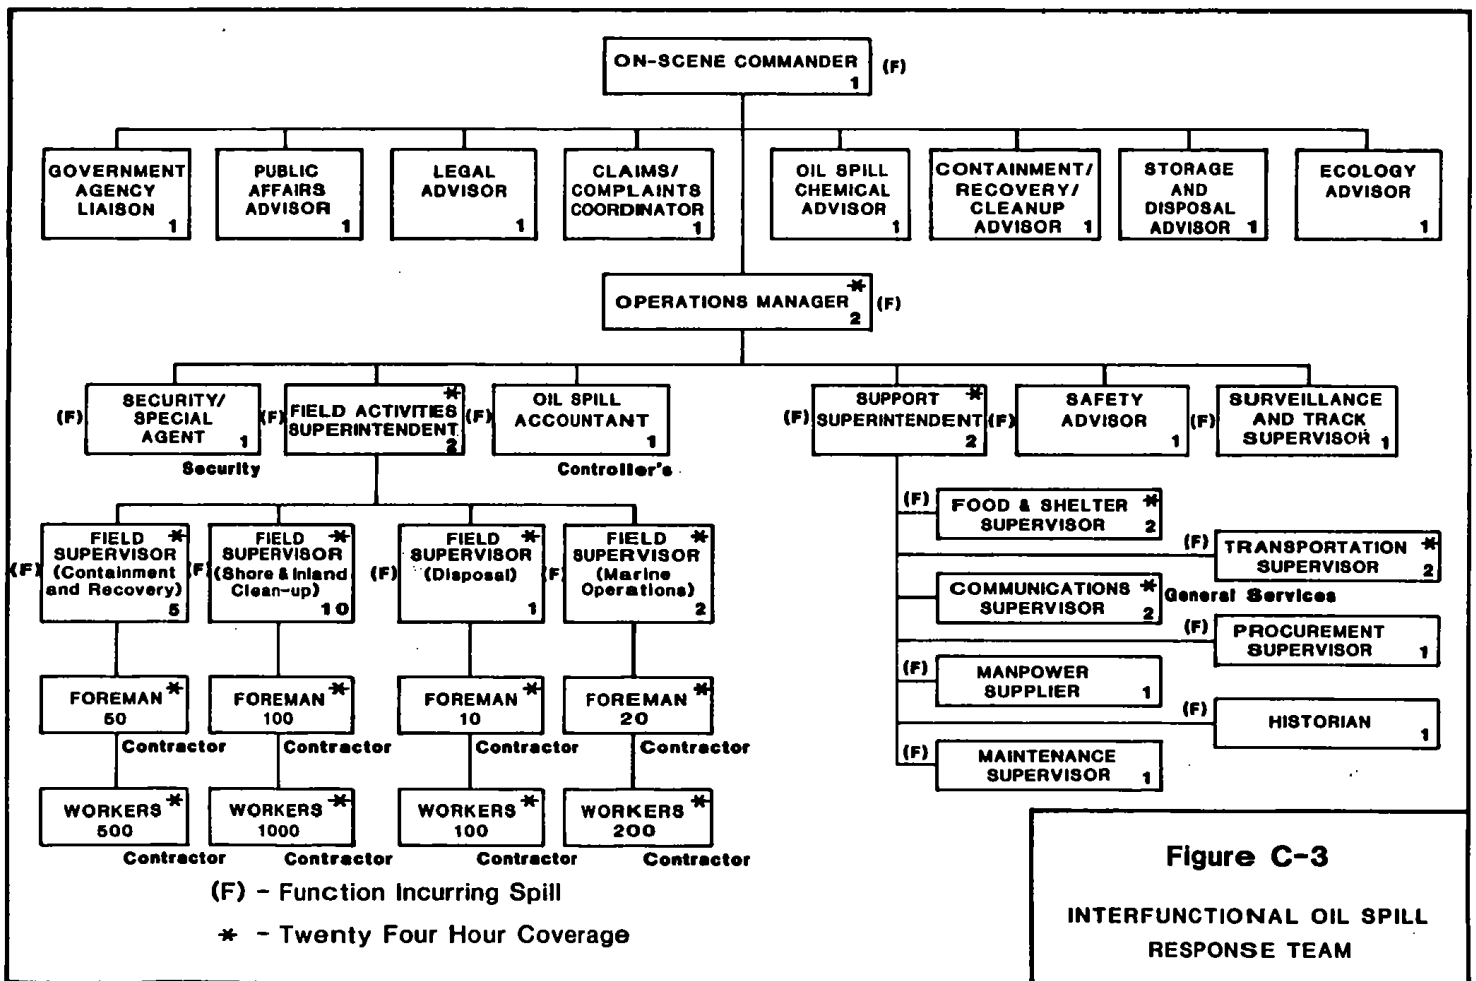 ON-SCENE COMMANDER
1
(F)
GOVERNMENT
AGENCY
LIAISON
1
PUBLIC
AFFAIRS
ADVISOR
1
LEGAL
ADVISOR
1
CLAIMS/
COMPLAINTS
COORDINATOR
1
OIL SPILL
CHEMICAL
ADVISOR
1
CONTAINMENT/
RECOVERY/
CLEANUP
ADVISOR
1
STORAGE
AND
DISPOSAL
ADVISOR
1
ECOLOGY
ADVISOR
1
OPERATIONS MANAGER
*
2
(F)
(F)
SECURITY/
SPECIAL
AGENT
1
Security
(F)
*
FIELD ACTIVITIES
SUPERINTENDENT
2
(F)
OIL SPILL
ACCOUNTANT
1
Controller's
(F)
SUPPORT *
SUPERINTENDENT
2
(F)
SAFETY
ADVISOR
1
(F)
SURVEILLANCE
AND TRACK
SUPERVISOR
1
(F)
FIELD *
SUPERVISOR
(Containment
and Recovery)
5
(F)
FIELD *
SUPERVISOR
(Shore & Inland
Clean-up)
10
(F)
FIELD *
SUPERVISOR
(Disposal)
1
(F)
FIELD *
SUPERVISOR
(Marine
Operations)
2
(F)
FOOD & SHELTER *
SUPERVISOR
2
(F)
TRANSPORTATION *
SUPERVISOR
2
COMMUNICATIONS *
SUPERVISOR
2
General Services
(F)
PROCUREMENT
SUPERVISOR
1
(F)
MANPOWER
SUPPLIER
1
(F)
HISTORIAN
1
(F)
MAINTENANCE
SUPERVISOR
1
FOREMAN *
50
Contractor
FOREMAN *
100
Contractor
FOREMAN *
10
Contractor
FOREMAN *
20
Contractor
WORKERS *
500
Contractor
WORKERS *
1000
Contractor
WORKERS *
100
Contractor
WORKERS *
200
Contractor
(F) - Function Incurring Spill
* - Twenty Four Hour Coverage
Figure C-3
INTERFUNCTIONAL OIL SPILL
RESPONSE TEAM